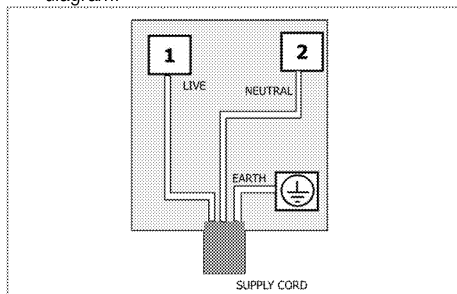 diagram.
1
2
LIVE
NEUTRAL
EARTH
SUPPLY CORD